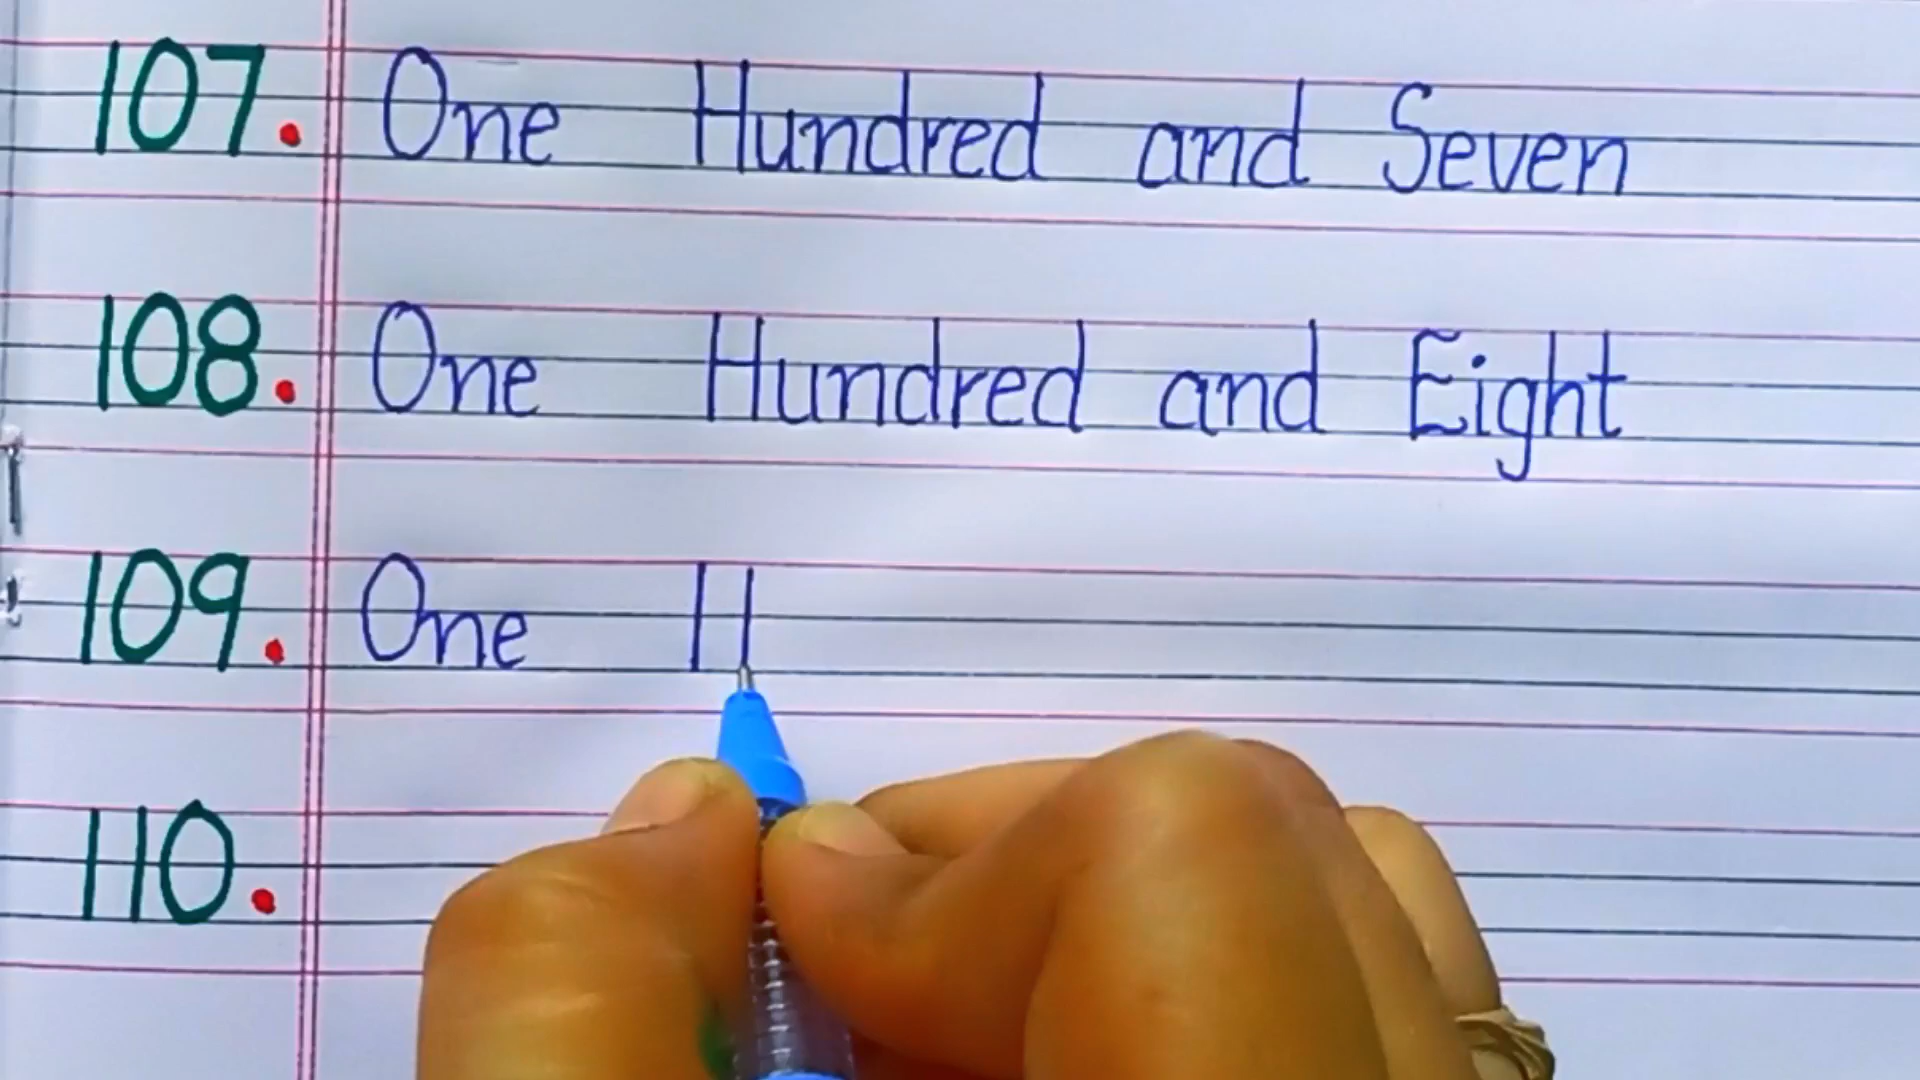 107. One Hundred and Seven
108. One Hundred and Eight
109. One
110.